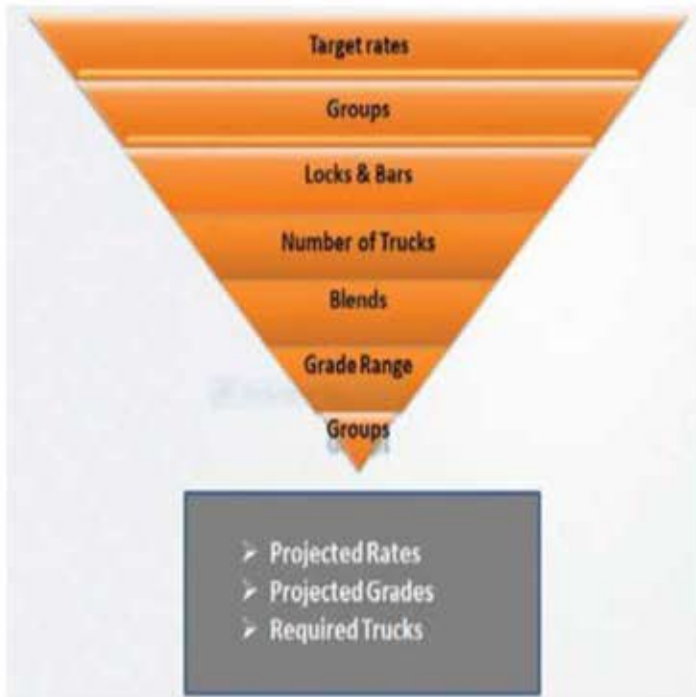 Target rates
Groups
Locks & Bars
Number of Trucks
Blends
Grade Range
Groups
➢ Projected Rates
➢ Projected Grades
➢ Required Trucks